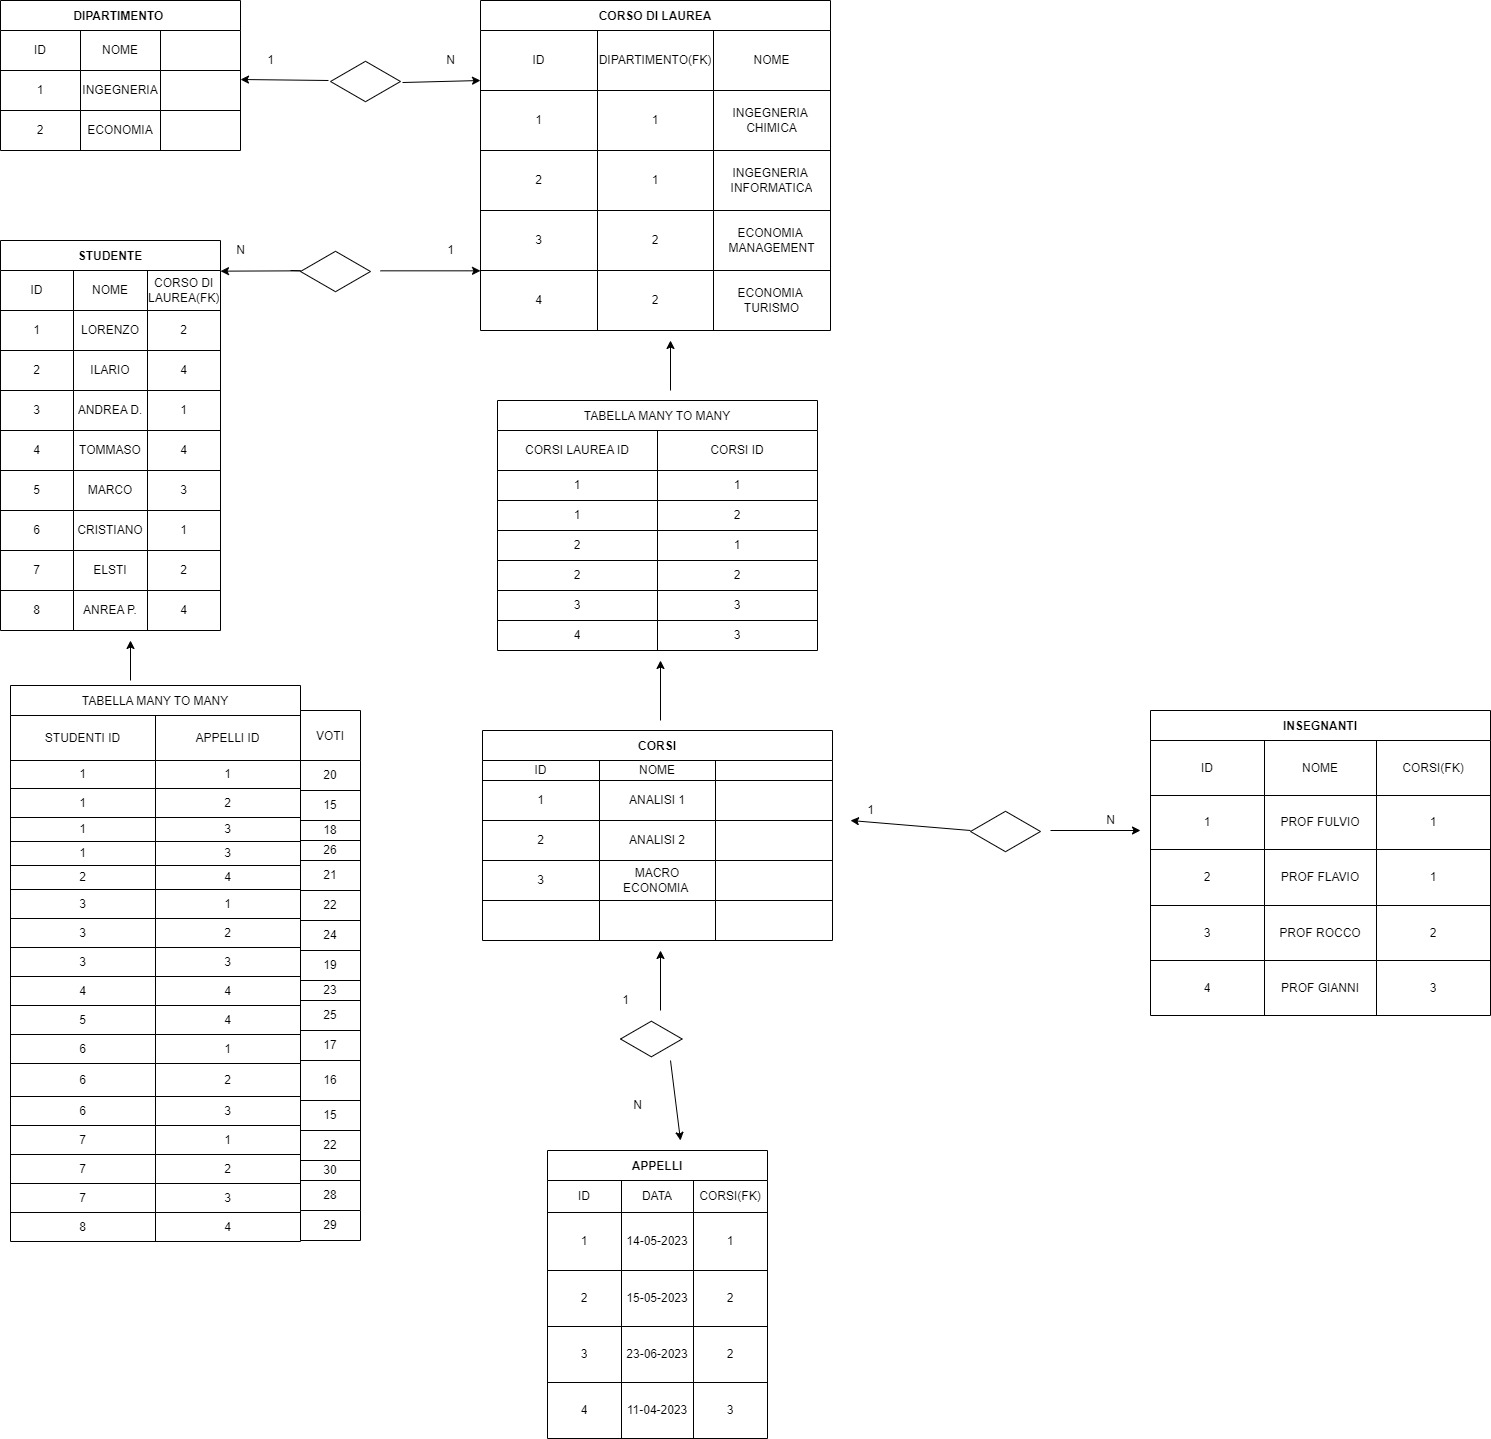 DIPARTIMENTO
ID NOME
1 INGEGNERIA
2 ECONOMIA
1
N
CORSO DI LAUREA
ID DIPARTIMENTO(FK) NOME
1 1 INGEGNERIA
CHIMICA
2 1 INGEGNERIA
INFORMATICA
3 2 ECONOMIA
MANAGEMENT
4 2 ECONOMIA
TURISMO
STUDENTE
ID NOME CORSO DI
LAUREA(FK)
1 LORENZO 2
2 ILARIO 4
3 ANDREA D. 1
4 TOMMASO 4
5 MARCO 3
6 CRISTIANO 1
7 ELSTI 2
8 ANREA P. 4
N
1
TABELLA MANY TO MANY
CORSI LAUREA ID CORSI ID
1 1
1 2
2 1
2 2
3 3
4 3
TABELLA MANY TO MANY
STUDENTI ID APPELLI ID VOTI
1 1 20
1 2 15
1 3 18
1 3 26
2 4 21
3 1 22
3 2 24
3 3 19
4 4 23
5 4 25
6 1 17
6 2 16
6 3 15
7 1 22
7 2 30
7 3 28
8 4 29
CORSI
ID NOME
1 ANALISI 1
2 ANALISI 2
3 MACRO
ECONOMIA
1
N
INSEGNANTI
ID NOME CORSI(FK)
1 PROF FULVIO 1
2 PROF FLAVIO 1
3 PROF ROCCO 2
4 PROF GIANNI 3
1
N
APPELLI
ID DATA CORSI(FK)
1 14-05-2023 1
2 15-05-2023 2
3 23-06-2023 2
4 11-04-2023 3